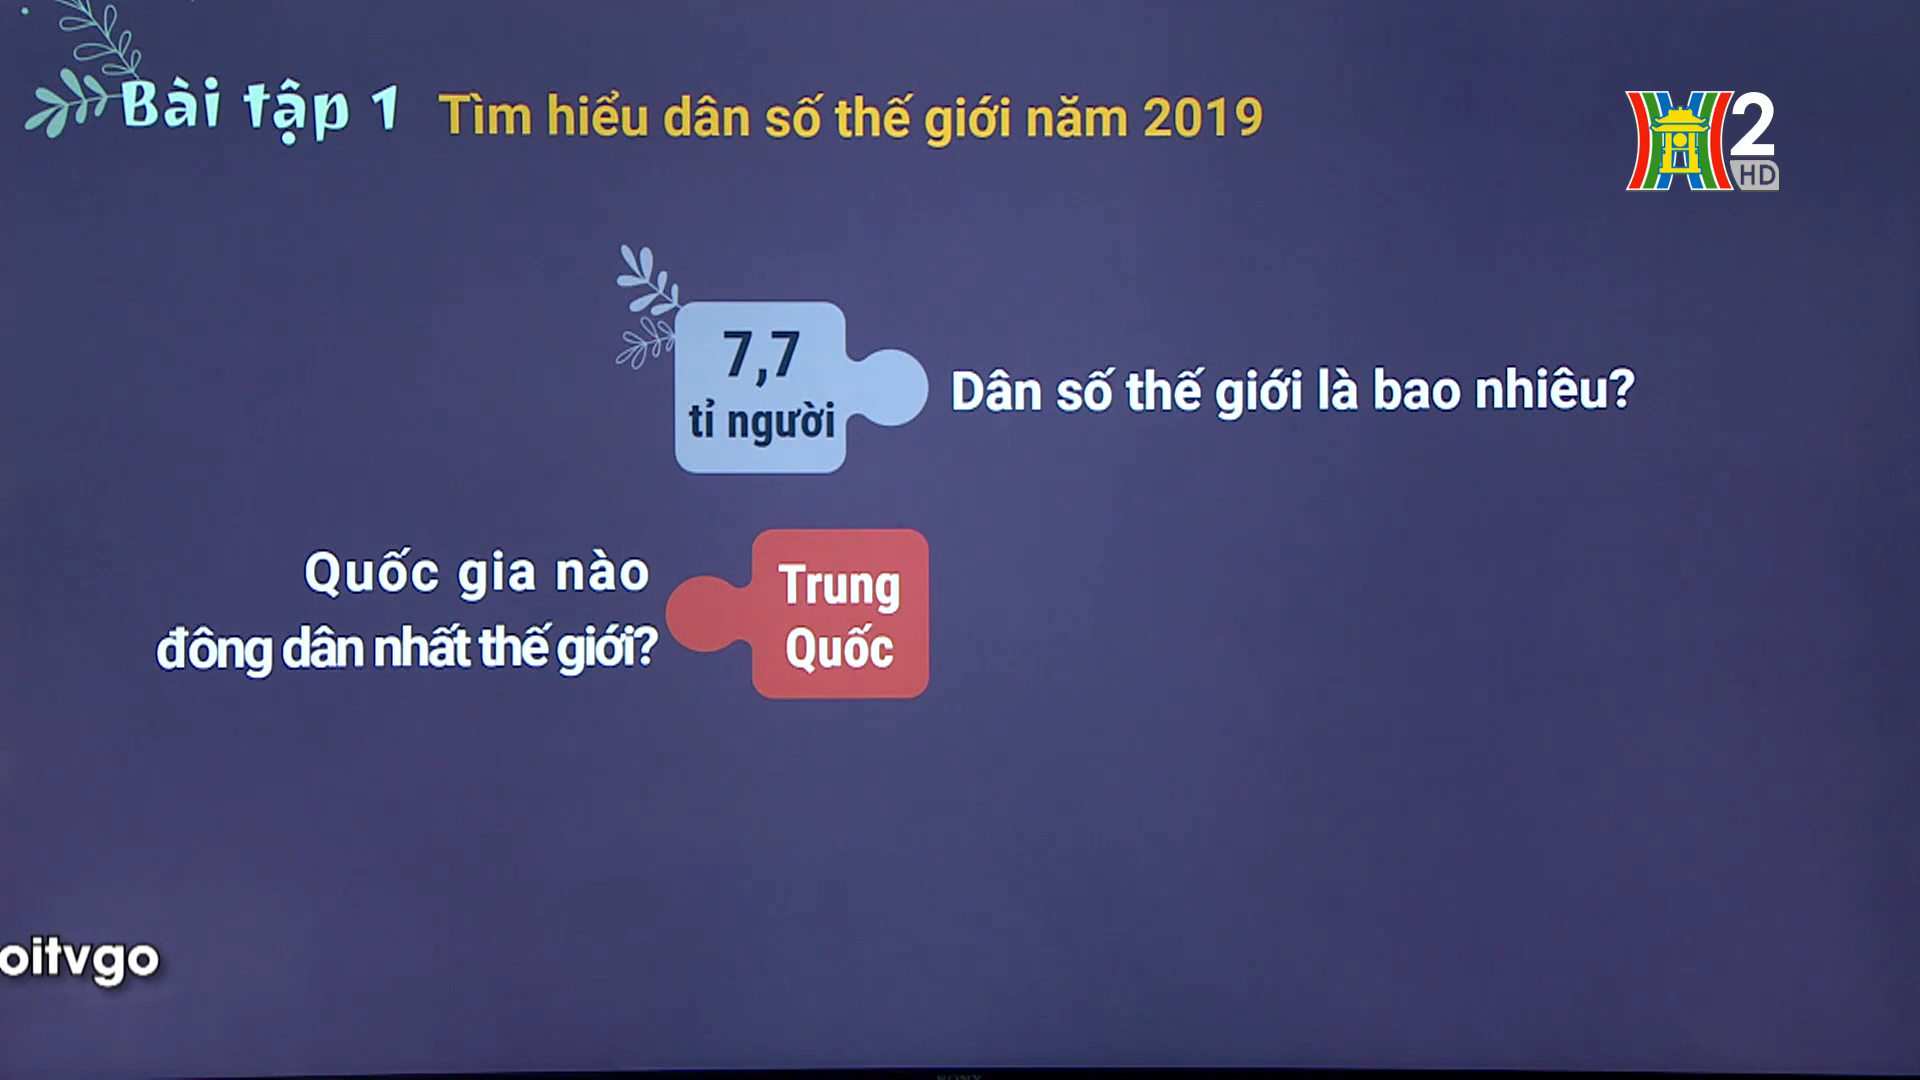 Bài tập 1 Tìm hiểu dân số thế giới năm 2019
2
HD
7,7
tỉ người
Dân số thế giới là bao nhiêu?
Quốc gia nào
đông dân nhất thế giới?
Trung
Quốc
oitvgo
SONY